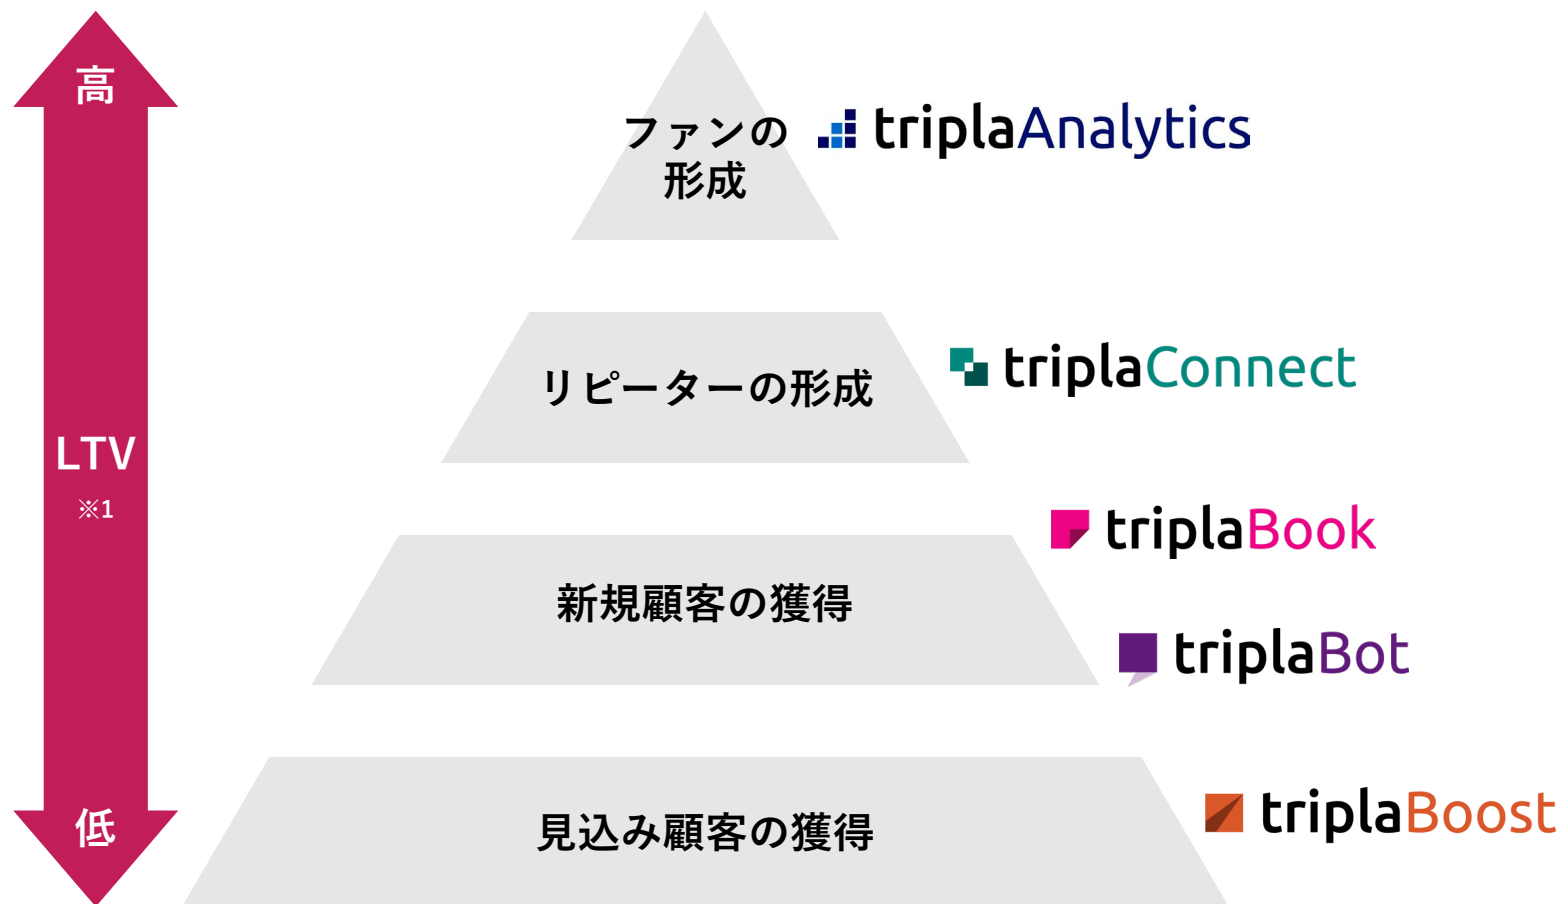 高
LTV
※1
低
ファンの
形成
triplaAnalytics
リピーターの形成
triplaConnect
新規顧客の獲得
triplaBook
triplaBot
見込み顧客の獲得
triplaBoost